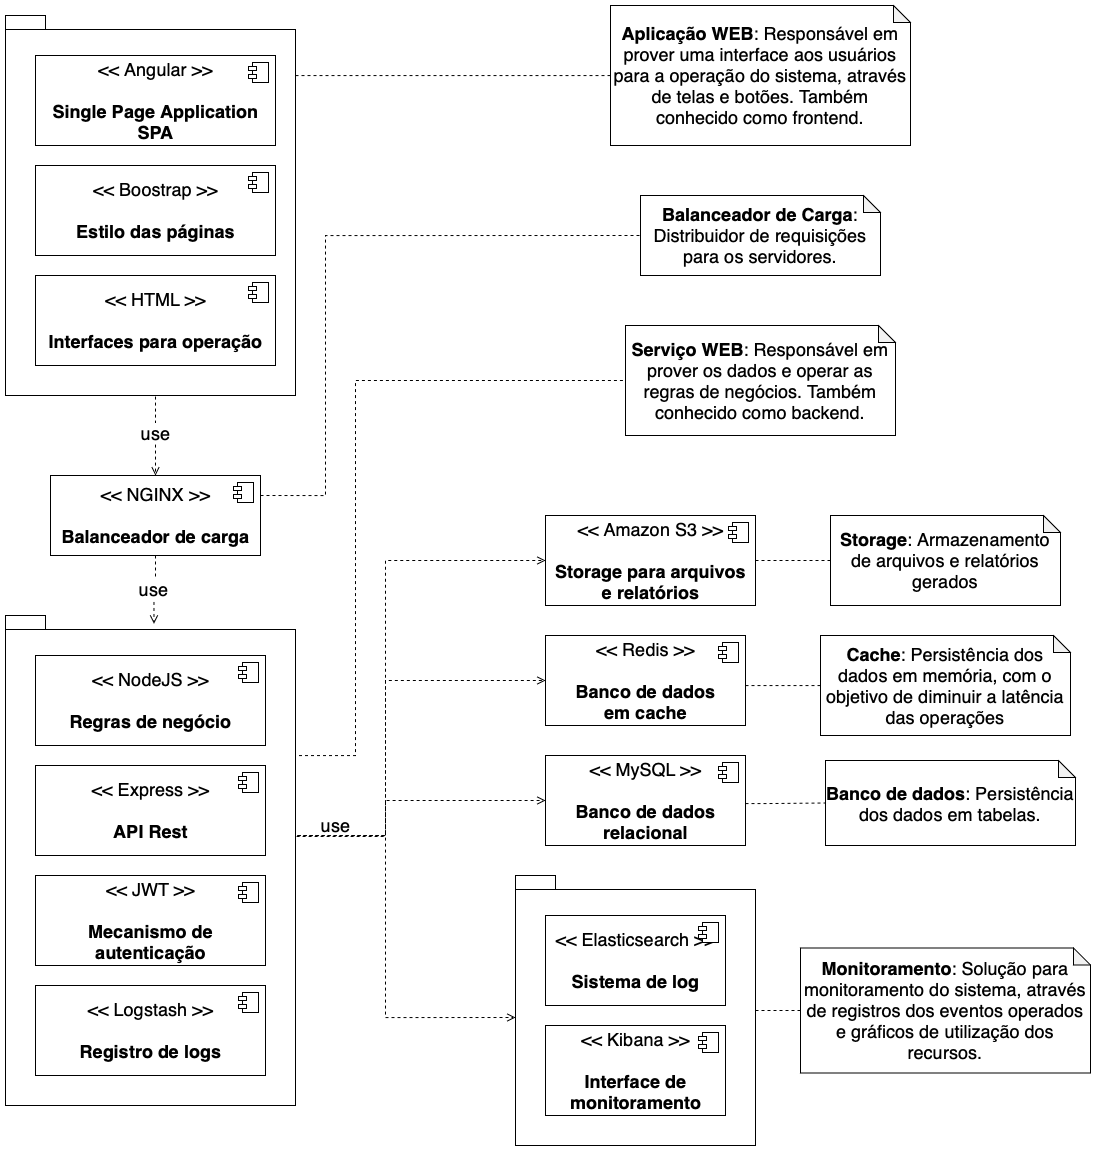 << Angular >>
Single Page Application
SPA
<< Boostrap >>
Estilo das páginas
<< HTML >>
Interfaces para operação
use
<< NGINX >>
Balanceador de carga
use
<< NodeJS >>
Regras de negócio
<< Express >>
API Rest
<< JWT >>
Mecanismo de
autenticação
<< Logstash >>
Registro de logs
use
Aplicação WEB: Responsável em
prover uma interface aos usuários
para a operação do sistema, através
de telas e botões. Também
conhecido como frontend.
Balanceador de Carga:
Distribuidor de requisições
para os servidores.
Serviço WEB: Responsável em
prover os dados e operar as
regras de negócios. Também
conhecido como backend.
<< Amazon S3 >>
Storage para arquivos
e relatórios
Storage: Armazenamento
de arquivos e relatórios
gerados
<< Redis >>
Banco de dados
em cache
Cache: Persistência dos
dados em memória, com o
objetivo de diminuir a latência
das operações
<< MySQL >>
Banco de dados
relacional
Banco de dados: Persistência
dos dados em tabelas.
<< Elasticsearch >>
Sistema de log
<< Kibana >>
Interface de
monitoramento
Monitoramento: Solução para
monitoramento do sistema, através
de registros dos eventos operados
e gráficos de utilização dos
recursos.